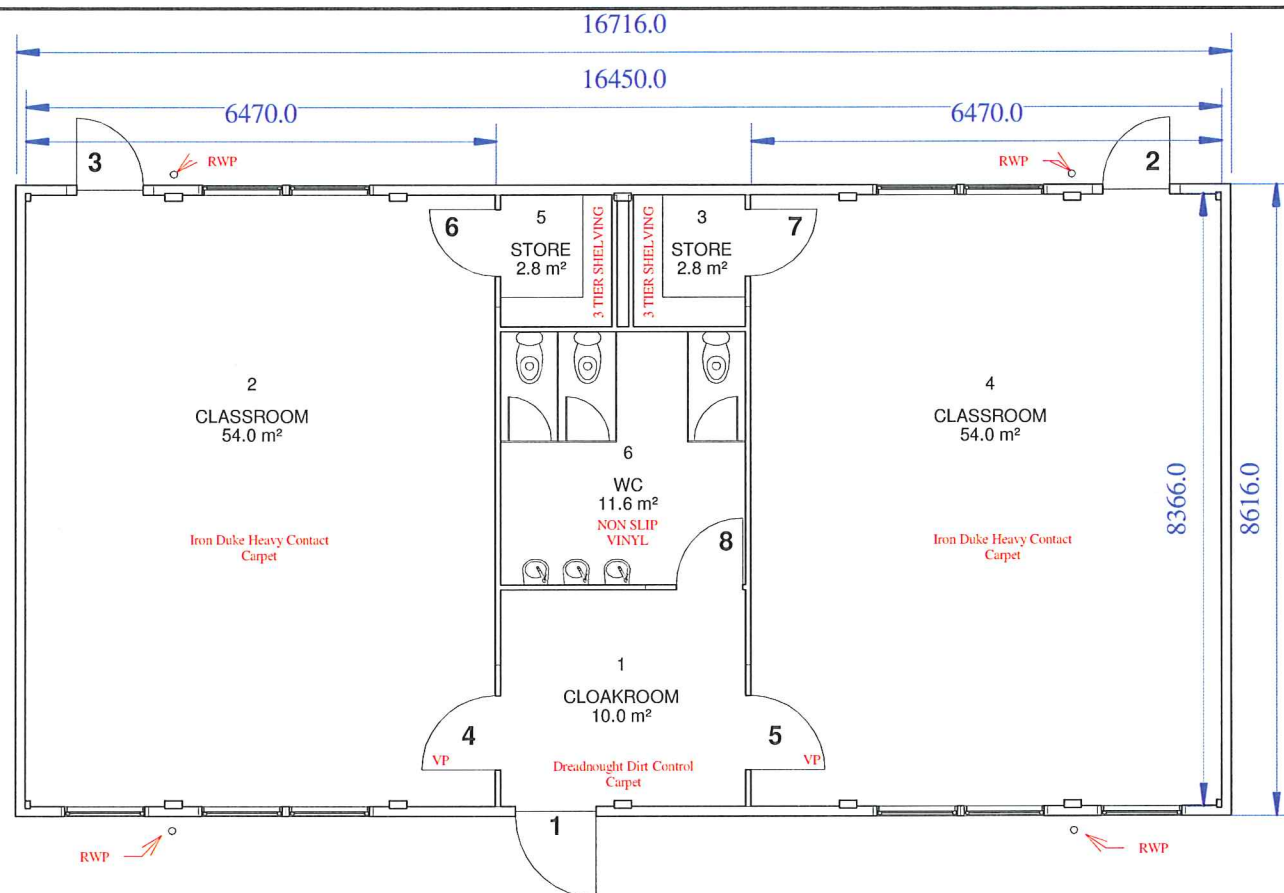 16716.0
16450.0
6470.0
6470.0
3
RWP
RWP
2
6
5
STORE
2.8 m²
3 TIER SHELVING
3 TIER SHELVING
3
STORE
2.8 m²
7
2
CLASSROOM
54.0 m²
4
CLASSROOM
54.0 m²
6
WC
11.6 m²
NON SLIP
VINYL
8
Iron Duke Heavy Contact
Carpet
Iron Duke Heavy Contact
Carpet
8366.0
8616.0
1
CLOAKROOM
10.0 m²
4
VP
5
VP
Dreadnought Dirt Control
Carpet
1
RWP
RWP